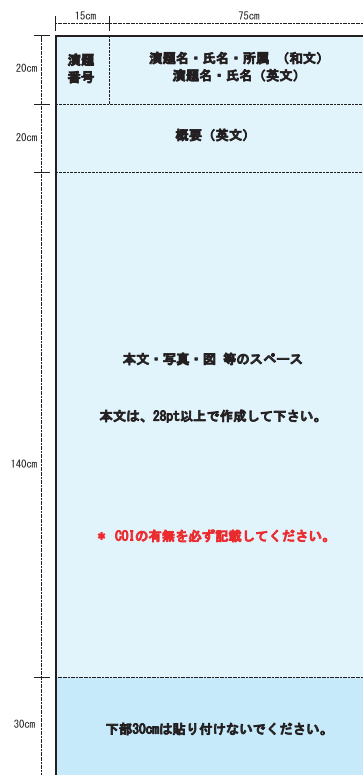 15cm
75cm
20cm
演題
番号
演題名・氏名・所属 (和文)
演題名・氏名(英文)
20cm
概要(英文)
本文・写真・図 等のスペース
本文は、28pt以上で作成して下さい。
140cm
* COIの有無を必ず記載してください。
30cm
下部30cmは貼り付けないでください。